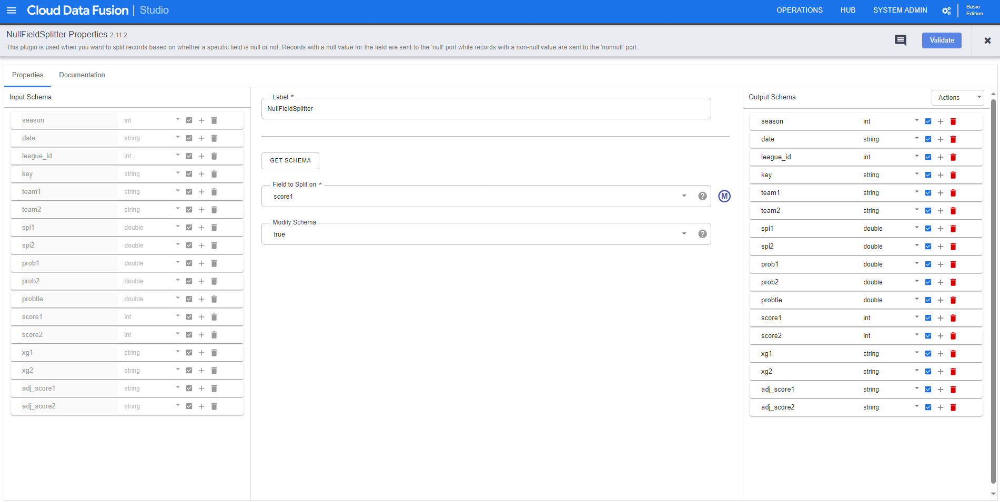 Cloud Data Fusion | Studio
OPERATIONS HUB SYSTEM ADMIN Basic Edition
NullFieldSplitter Properties 2.11.2
This plugin is used when you want to split records based on whether a specific field is null or not. Records with a null value for the field are sent to the 'null' port while records with a non-null value are sent to the 'nonnull' port.
Validate
Properties Documentation
Input Schema
season int
date string
league_id int
key string
team1 string
team2 string
spi1 double
spi2 double
prob1 double
prob2 double
probtie double
score1 int
score2 int
xg1 string
xg2 string
adj_score1 string
adj_score2 string
Label *
NullFieldSplitter
GET SCHEMA
Field to Split on *
score1
M
Modify Schema
true
Output Schema
Actions
season int
date string
league_id int
key string
team1 string
team2 string
spi1 double
spi2 double
prob1 double
prob2 double
probtie double
score1 int
score2 int
xg1 string
xg2 string
adj_score1 string
adj_score2 string